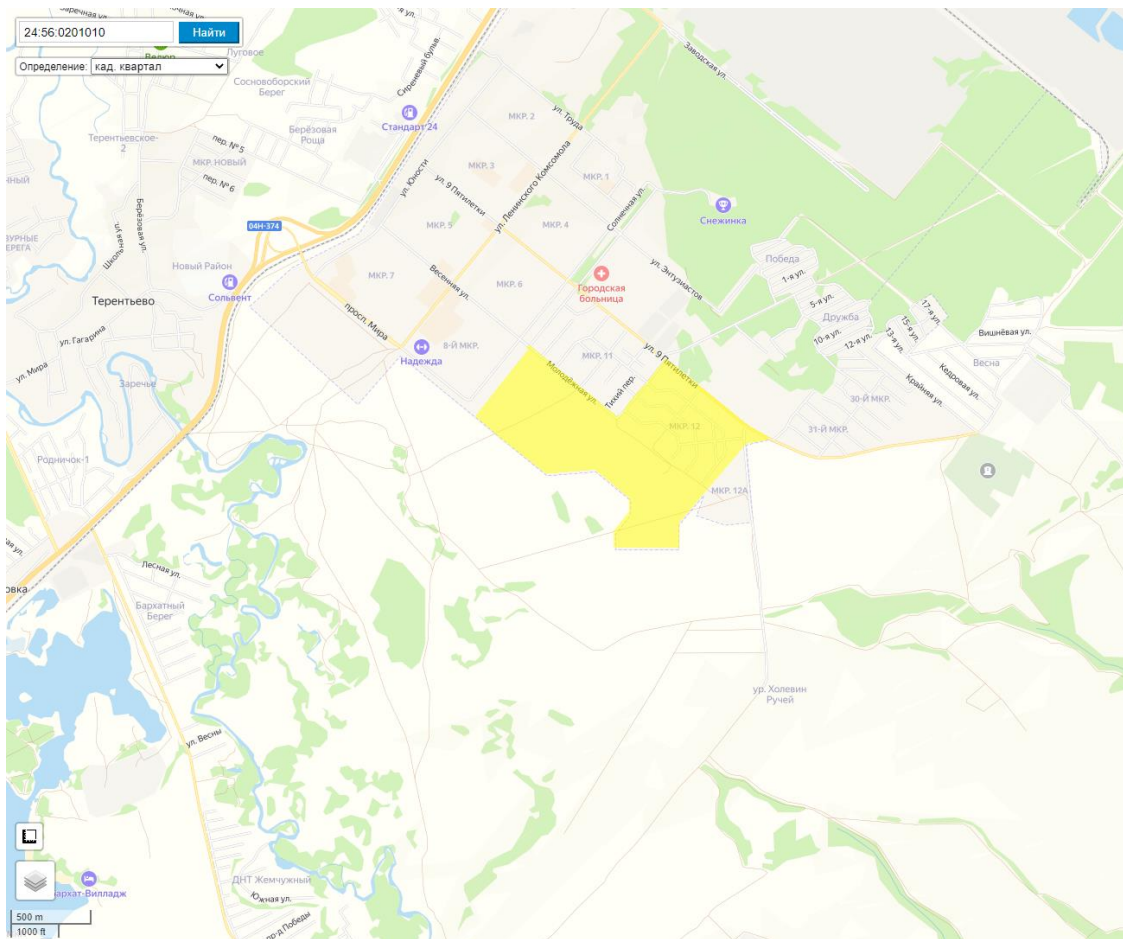 24:56:0201010
Найти
Определение:
кад. квартал
Луговое
Сосновоборский
Берег
Сиреневый бульв.
Заводская ул.
Стандарт 24
МКР. 2
ул. Труда
Терентьевское-
2
пер. № 5
Берёзовая
Роща
МКР. НОВЫЙ
пер. № 6
МКР. 3
ул. Юности
ул. 9 Пятилетки
ул. Ленинского Комсомола
МКР. 1
Солнечная ул.
Снежинка
Берёзовая ул.
04Н-374
МКР. 5
МКР. 4
Новый Район
Сольвент
МКР. 7
Весенняя ул.
МКР. 6
Городская
больница
ул. Энтузиастов
Победа
1-я ул.
Терентьево
просп. Мира
5-я ул.
Дружба
17-я ул.
15-я ул.
13-я ул.
10-я ул.
12-я ул.
Вишнёвая ул.
ул. Гагарина
ул. Мира
Заречье
Надежда
8-Й МКР.
МКР. 11
ул. 9 Пятилетки
Весна
Кедровая ул.
Крайняя ул.
Молодёжная ул.
Тихий пер.
30-Й МКР.
МКР. 12
31-Й МКР.
Родничок-1
МКР. 12А
Лесная ул.
овка
Бархатный
Берег
ур. Холевин
Ручей
ул. Весны
ДНТ Жемчужный
Южная ул.
архат-Вилладж
500 m
1000 ft
р-д Победы